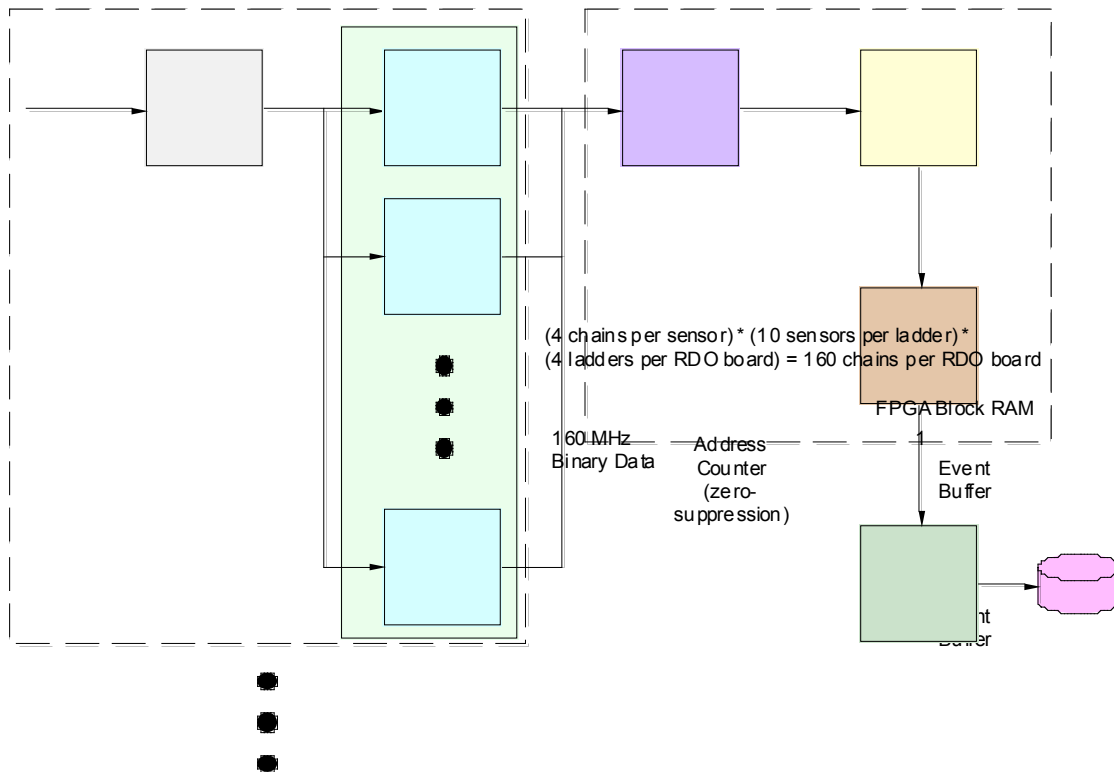 (4 chains per sensor) * (10 sensors per ladder) *
(4 ladders per RDO board) = 160 chains per RDO board
FPGA Block RAM
1
160 MHz
Binary Data
Address
Counter
(zero-
suppression)
Event
Buffer